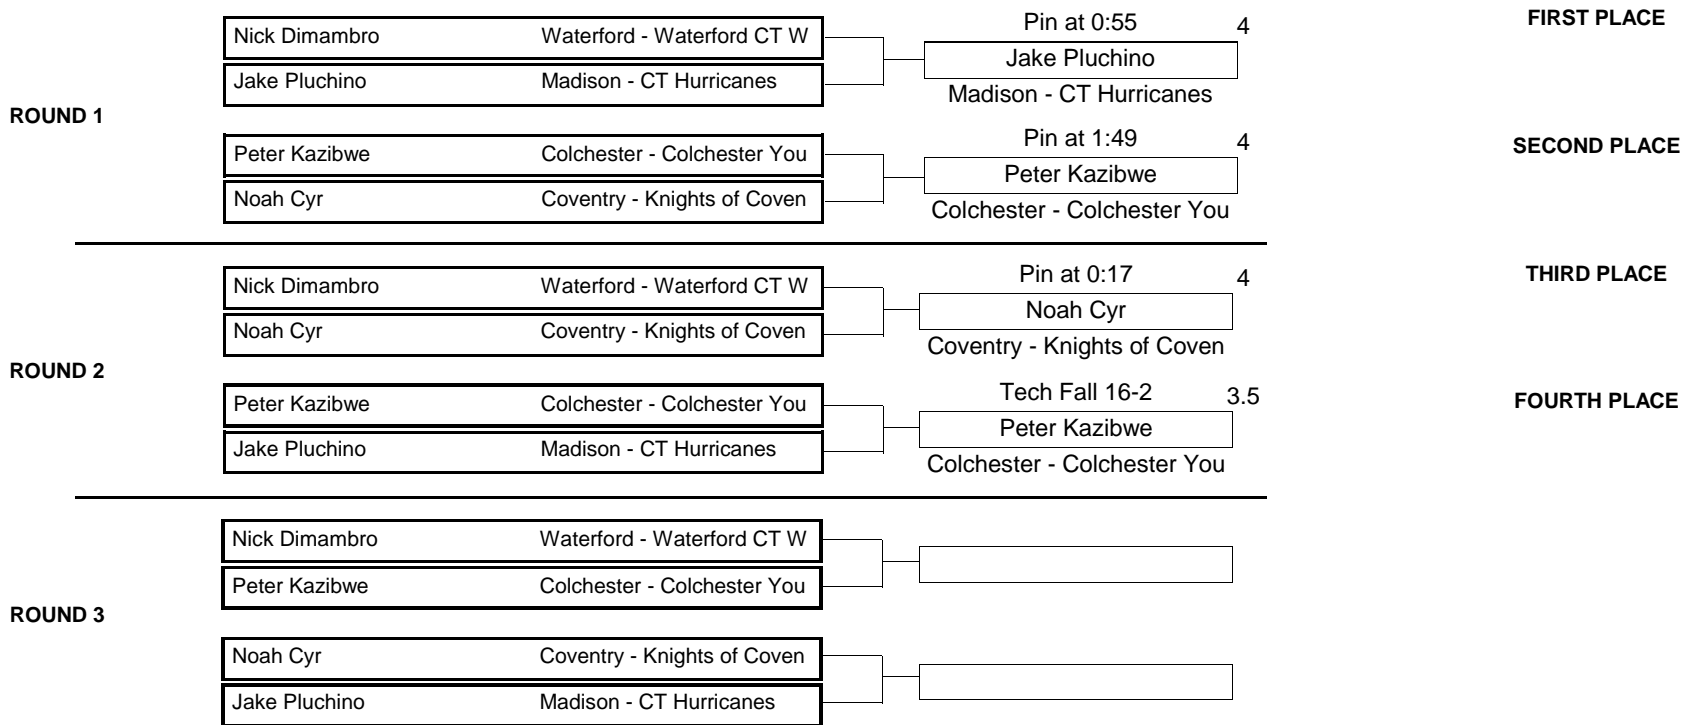 Pin at 0:55 4 FIRST PLACE
Nick Dimambro Waterford - Waterford CT W
Jake Pluchino
Jake Pluchino Madison - CT Hurricanes
Madison - CT Hurricanes
ROUND 1
Pin at 1:49 4 SECOND PLACE
Peter Kazibwe Colchester - Colchester You
Peter Kazibwe
Noah Cyr Coventry - Knights of Coven
Colchester - Colchester You
Pin at 0:17 4 THIRD PLACE
Nick Dimambro Waterford - Waterford CT W
Noah Cyr
Noah Cyr Coventry - Knights of Coven
Coventry - Knights of Coven
ROUND 2
Tech Fall 16-2 3.5 FOURTH PLACE
Peter Kazibwe Colchester - Colchester You
Peter Kazibwe
Jake Pluchino Madison - CT Hurricanes
Colchester - Colchester You
Nick Dimambro Waterford - Waterford CT W
Peter Kazibwe Colchester - Colchester You
ROUND 3
Noah Cyr Coventry - Knights of Coven
Jake Pluchino Madison - CT Hurricanes